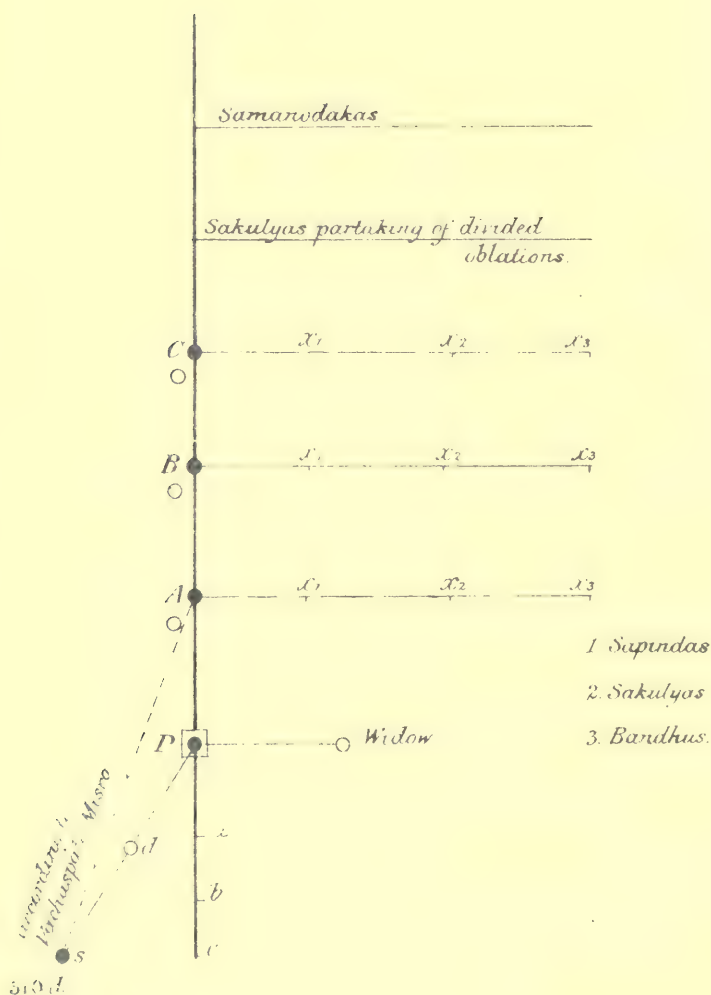 Samanodakas
Sakulyas partaking of divided
oblations.
C x1 x2 x3
B x1 x2 x3
A x1 x2 x3
1 Sapindas
2. Sakulyas
3. Bandhus.
P Widow
d
b
c
s
Misro